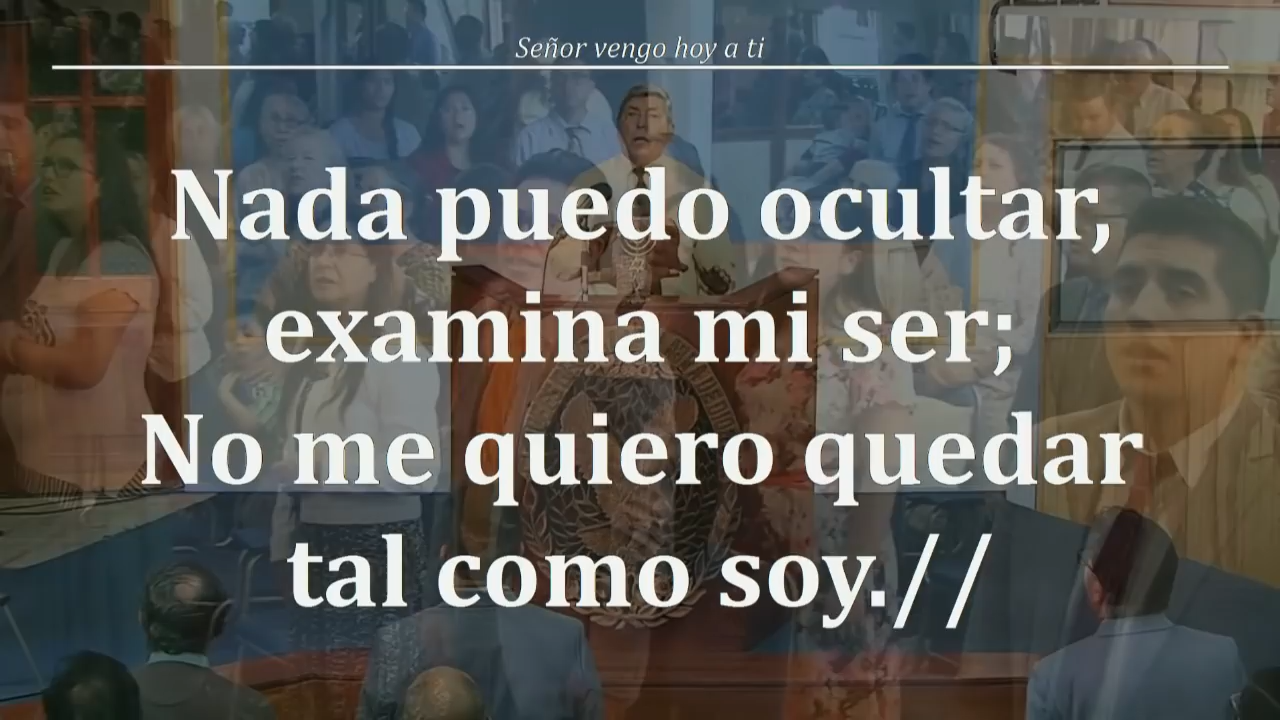 Señor vengo hoy a ti
Nada puedo ocultar,
examina mi ser;
No me quiero quedar
tal como soy.//